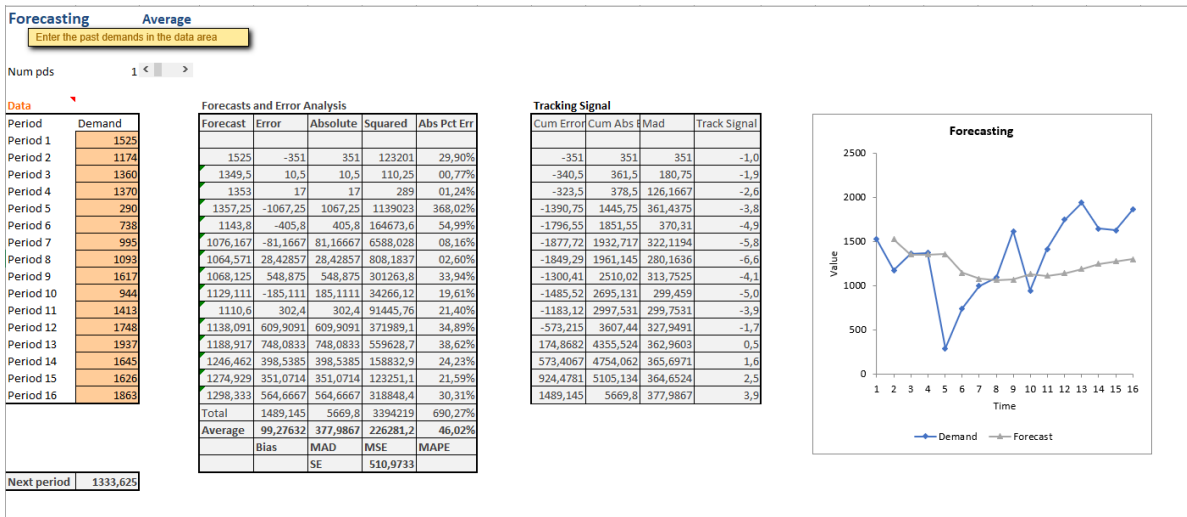 Forecasting Average
Enter the past demands in the data area
Num pds 1 < >
Data Forecasts and Error Analysis Tracking Signal
Period Demand Forecast Error Absolute Squared Abs Pct Err Cum Error Cum Abs E Mad Track Signal
Period 1 1525
Period 2 1174 1525 -351 351 123201 29,90% -351 351 351 -1,0
Period 3 1360 1349,5 10,5 10,5 110,25 00,77% -340,5 361,5 180,75 -1,9
Period 4 1370 1353 17 17 289 01,24% -323,5 378,5 126,1667 -2,6
Period 5 290 1357,25 -1067,25 1067,25 1139023 368,02% -1390,75 1445,75 361,4375 -3,8
Period 6 738 1143,8 -405,8 405,8 164673,6 54,99% -1796,55 1851,55 370,31 -4,9
Period 7 995 1076,167 -81,1667 81,16667 6588,028 08,16% -1877,72 1932,717 322,1194 -5,8
Period 8 1093 1064,571 28,42857 28,42857 808,1837 02,60% -1849,29 1961,145 280,1636 -6,6
Period 9 1617 1068,125 548,875 548,875 301263,8 33,94% -1300,41 2510,02 313,7525 -4,1
Period 10 944 1129,111 -185,111 185,1111 34266,12 19,61% -1485,52 2695,131 299,459 -5,0
Period 11 1413 1110,6 302,4 302,4 91445,76 21,40% -1183,12 2997,531 299,7531 -3,9
Period 12 1748 1138,091 609,9091 609,9091 371989,1 34,89% -573,215 3607,44 327,9491 -1,7
Period 13 1937 1188,917 748,0833 748,0833 559628,7 38,62% 174,8682 4355,524 362,9603 0,5
Period 14 1645 1246,462 398,5385 398,5385 158832,9 24,23% 573,4067 4754,062 365,6971 1,6
Period 15 1626 1274,929 351,0714 351,0714 123251,1 21,59% 924,4781 5105,134 364,6524 2,5
Period 16 1863 1298,333 564,6667 564,6667 318848,4 30,31% 1489,145 5669,8 377,9867 3,9
Total 1489,145 5669,8 3394219 690,27%
Average 99,27632 377,9867 226281,2 46,02%
Bias MAD MSE MAPE
SE 510,9733
Next period 1333,625
Forecasting
2500
2000
1500
1000
500
0
Value
1 2 3 4 5 6 7 8 9 10 11 12 13 14 15 16
Time
Demand Forecast